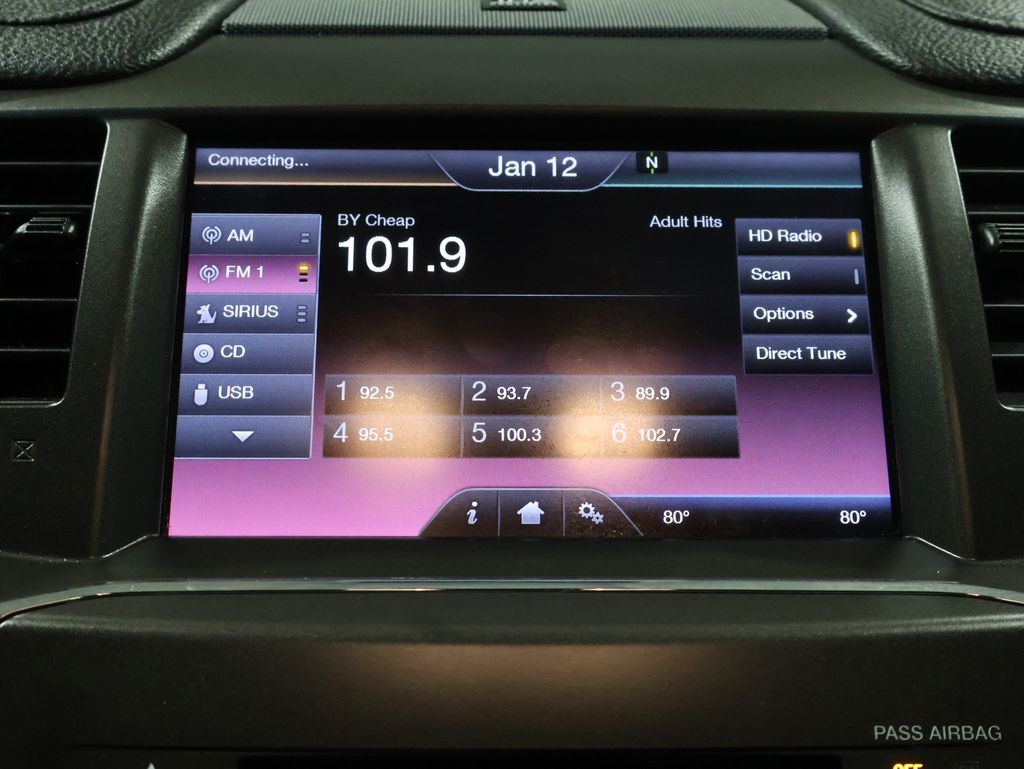 Connecting...
Jan 12
N
AM
FM 1
SIRIUS
CD
USB
BY Cheap
Adult Hits
101.9
HD Radio
Scan
Options
Direct Tune
1 92.5
2 93.7
3 89.9
4 95.5
5 100.3
6 102.7
i
80°
80°
PASS AIRBAG
OFF